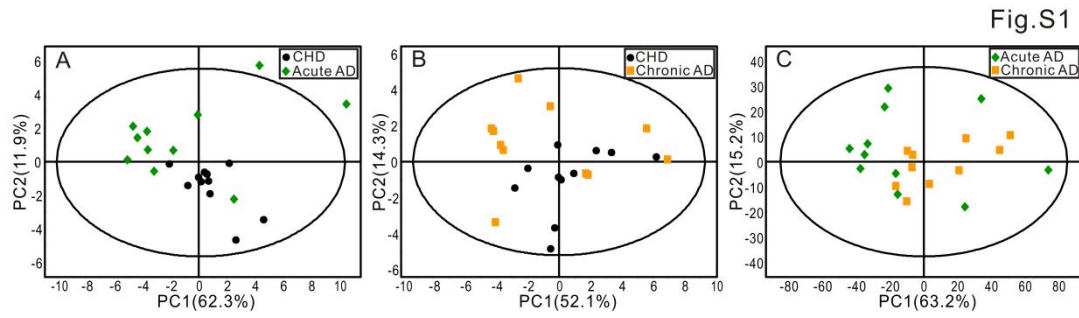 Fig.S1
A
CHD
Acute AD
PC2(11.9%)
6
4
2
0
-2
-4
-6
-10 -8 -6 -4 -2 0 2 4 6 8 10
PC1(62.3%)
B
CHD
Chronic AD
PC2(14.3%)
6
4
2
0
-2
-4
-6
-10 -8 -6 -4 -2 0 2 4 6 8 10
PC1(52.1%)
C
Acute AD
Chronic AD
PC2(15.2%)
40
30
20
10
0
-10
-20
-30
-40
-80 -60 -40 -20 0 20 40 60 80
PC1(63.2%)